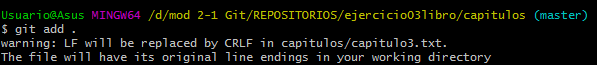 Usuario@Asus MINGW64 /d/mod 2-1 Git/REPOSITORIOS/ejercicio03libro/capitulos (master)
$ git add .
warning: LF will be replaced by CRLF in capitulos/capitulo3.txt.
The file will have its original line endings in your working directory